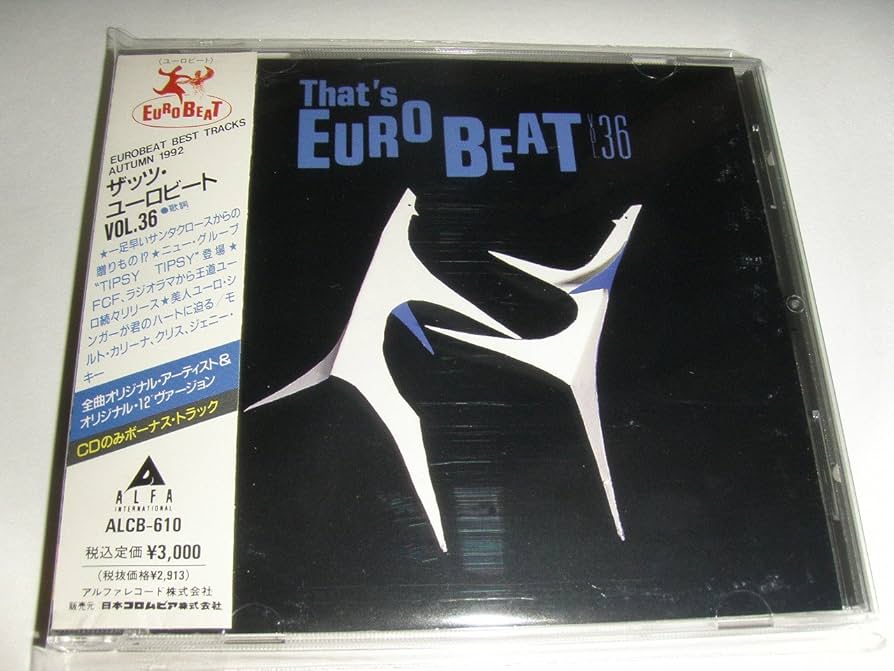 (ユーロビート)
EURO BEAT
EUROBEAT BEST TRACKS
AUTUMN 1992
ザッツ・
ユーロビート
VOL.36 ●歌詞
★一足早いサンタクロースからの
贈りもの!?★ニュー・グループ
“TIPSY TIPSY”登場★
FCF、ラジオラマから王道ユー
ロ続々リリース★美人ユーロ・シ
ンガーが君のハートに迫る／モ
ルト・カリーナ、クリス、ジェニー・
キー
全曲オリジナル・アーティスト&
オリジナル・12"ヴァージョン
CDのみボーナス・トラック
ALFA
INTERNATIONAL
ALCB-610
税込定価¥3,000
(税抜価格¥2,913)
アルファレコード株式会社
販売元 日本コロムビア株式会社
That's
EURO BEAT
VOL 36